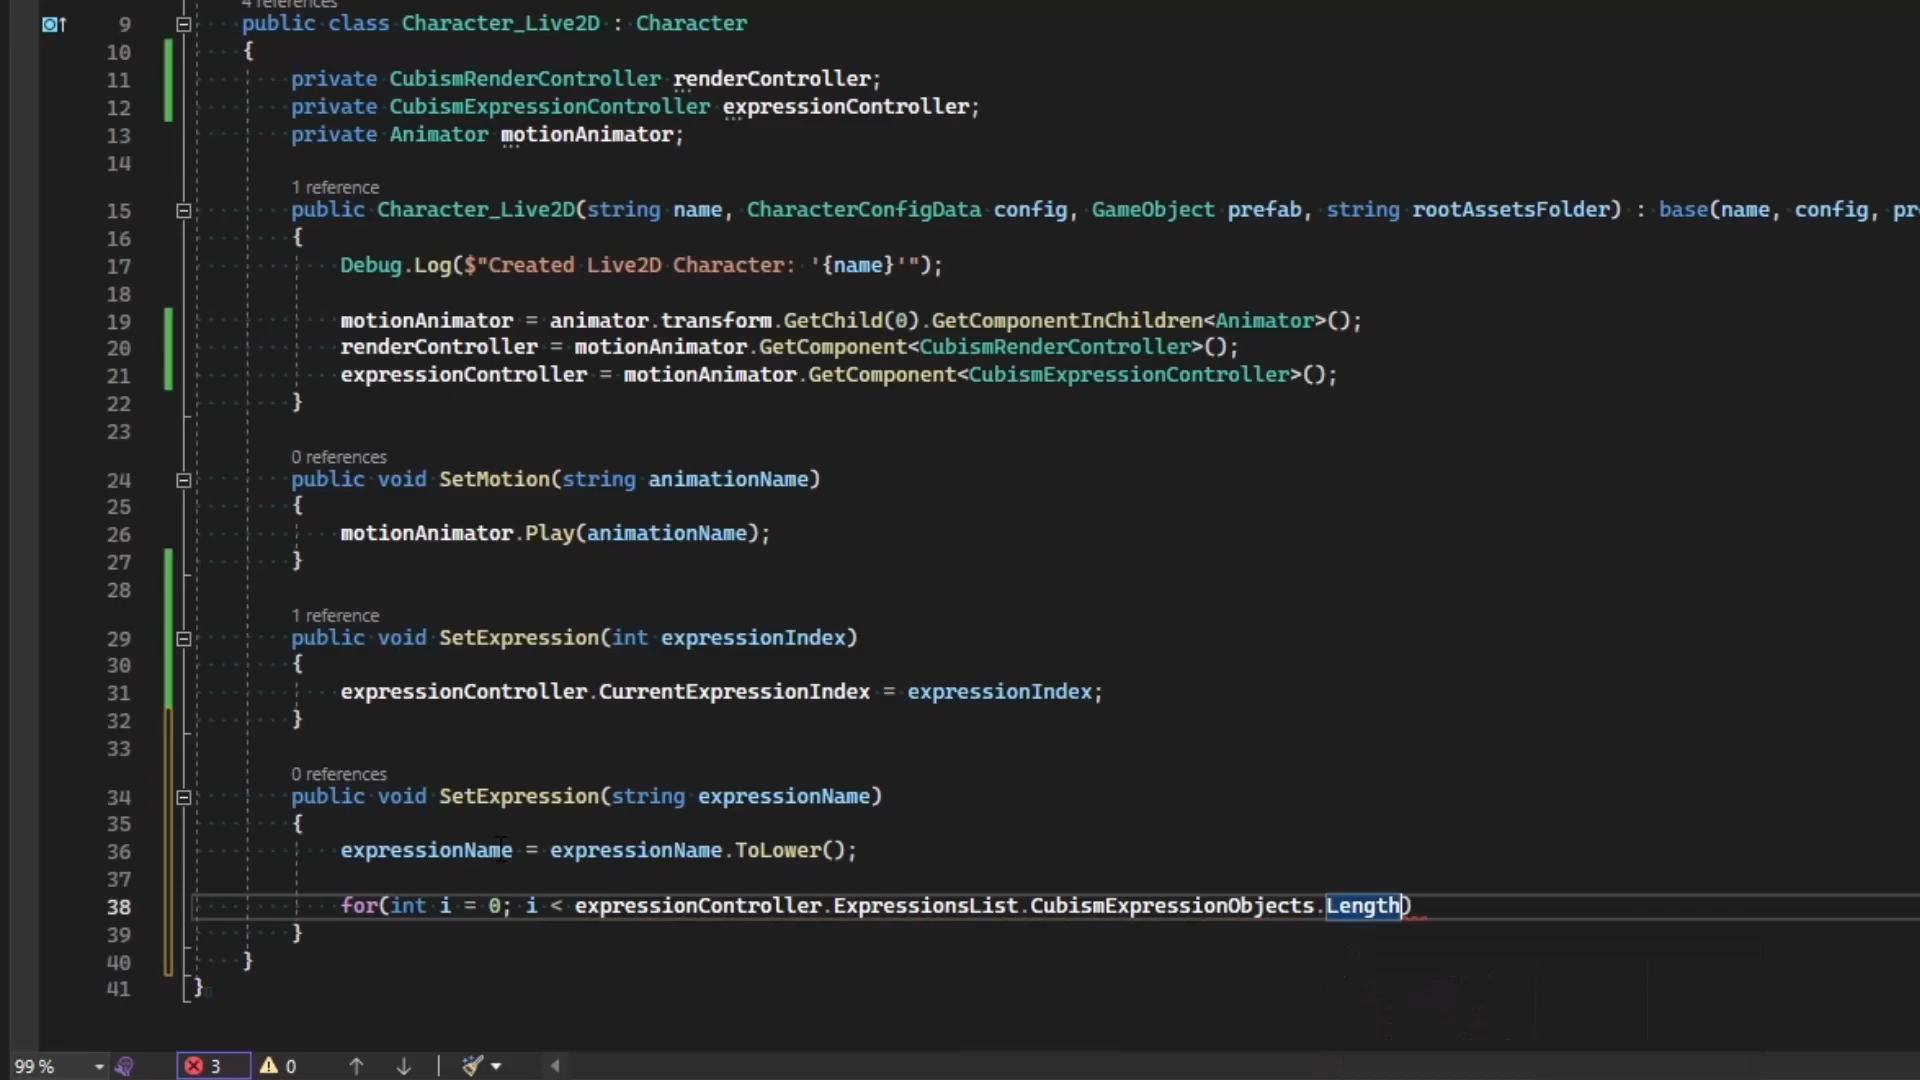 4 references
9 public class Character_Live2D : Character
10 {
11 private CubismRenderController renderController;
12 private CubismExpressionController expressionController;
13 private Animator motionAnimator;
14
1 reference
15 public Character_Live2D(string name, CharacterConfigData config, GameObject prefab, string rootAssetsFolder) : base(name, config, pr
16 {
17 Debug.Log($"Created Live2D Character: '{name}'");
18
19 motionAnimator = animator.transform.GetChild(0).GetComponentInChildren<Animator>();
20 renderController = motionAnimator.GetComponent<CubismRenderController>();
21 expressionController = motionAnimator.GetComponent<CubismExpressionController>();
22 }
23
0 references
24 public void SetMotion(string animationName)
25 {
26 motionAnimator.Play(animationName);
27 }
28
1 reference
29 public void SetExpression(int expressionIndex)
30 {
31 expressionController.CurrentExpressionIndex = expressionIndex;
32 }
33
0 references
34 public void SetExpression(string expressionName)
35 {
36 expressionName = expressionName.ToLower();
37
38 for(int i = 0; i < expressionController.ExpressionsList.CubismExpressionObjects.Length)
39 }
40 }
41 }
99 % 3 0